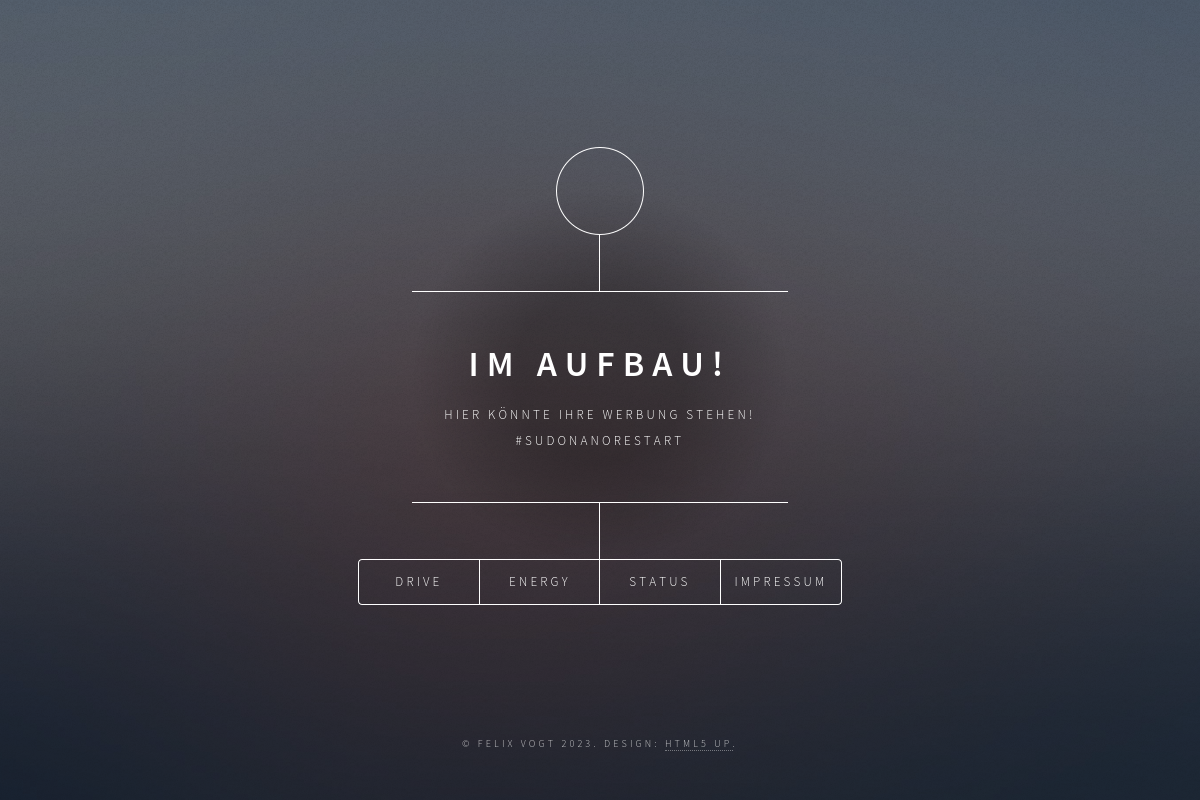 IM AUFBAU!
HIER KÖNNTE IHRE WERBUNG STEHEN!
#SUDONANORESTART
DRIVE
ENERGY
STATUS
IMPRESSUM
© FELIX VOGT 2023. DESIGN: HTML5 UP.